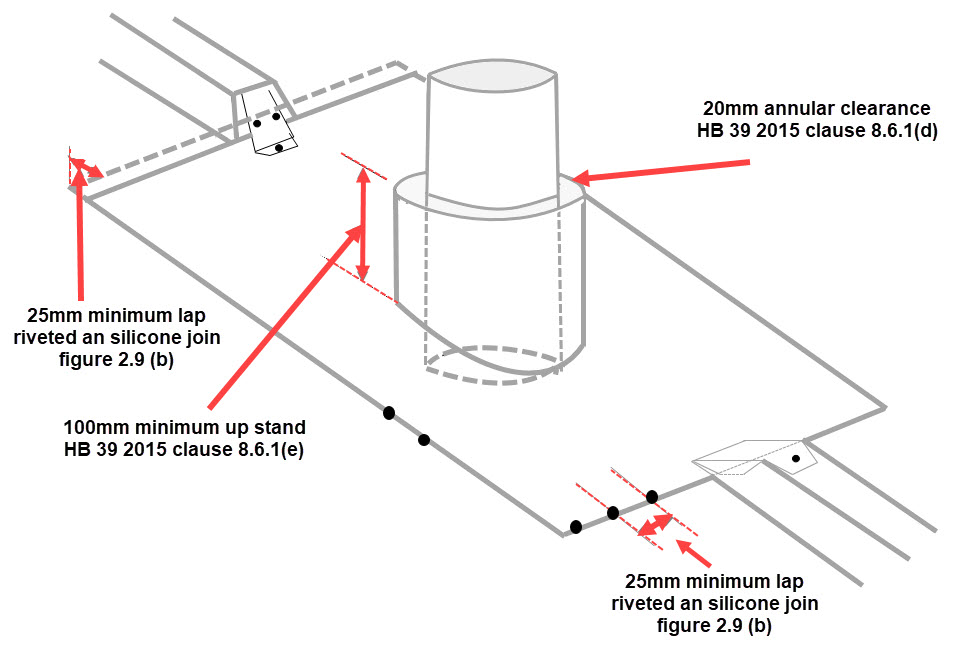 20mm annular clearance
HB 39 2015 clause 8.6.1(d)
25mm minimum lap
riveted an silicone join
figure 2.9 (b)
100mm minimum up stand
HB 39 2015 clause 8.6.1(e)
25mm minimum lap
riveted an silicone join
figure 2.9 (b)